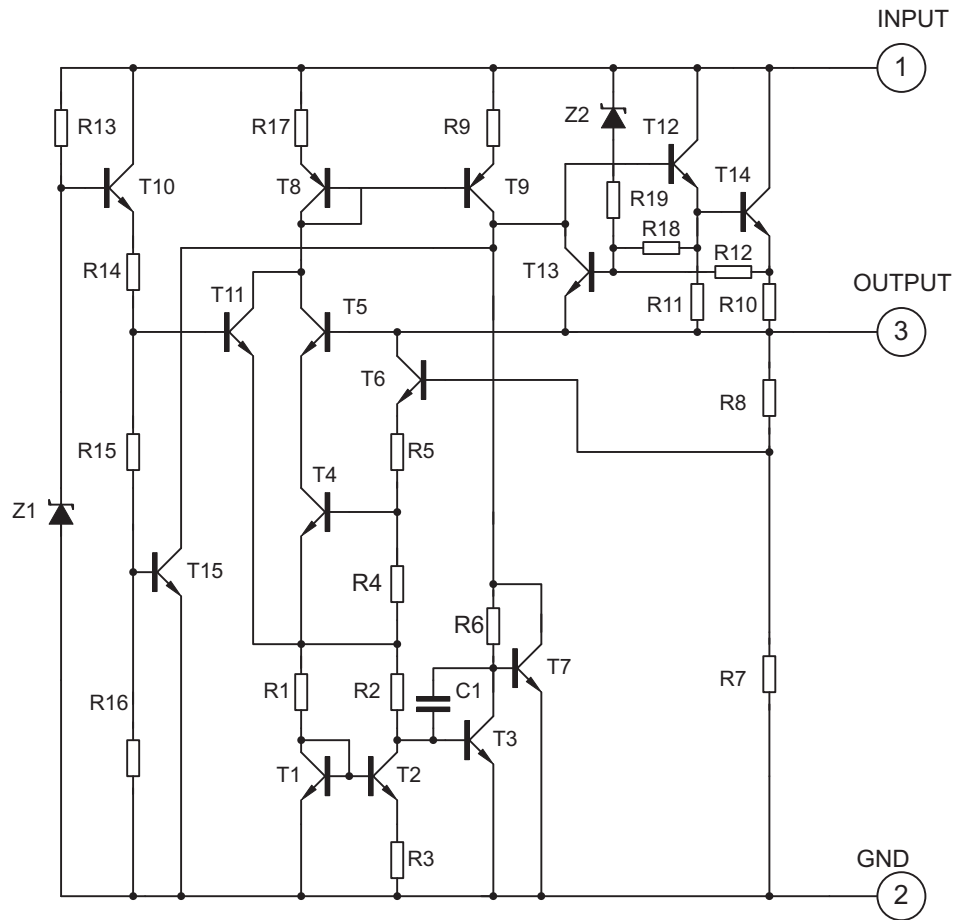 INPUT
1
R13
R17
R9
Z2
T12
T10
T8
T9
T14
R19
R18
R14
T13
R12
T11
T5
R11
R10
OUTPUT
3
T6
R8
R15
R5
T4
Z1
T15
R4
R6
R1
R2
C1
T7
R7
R16
T3
T1
T2
R3
GND
2